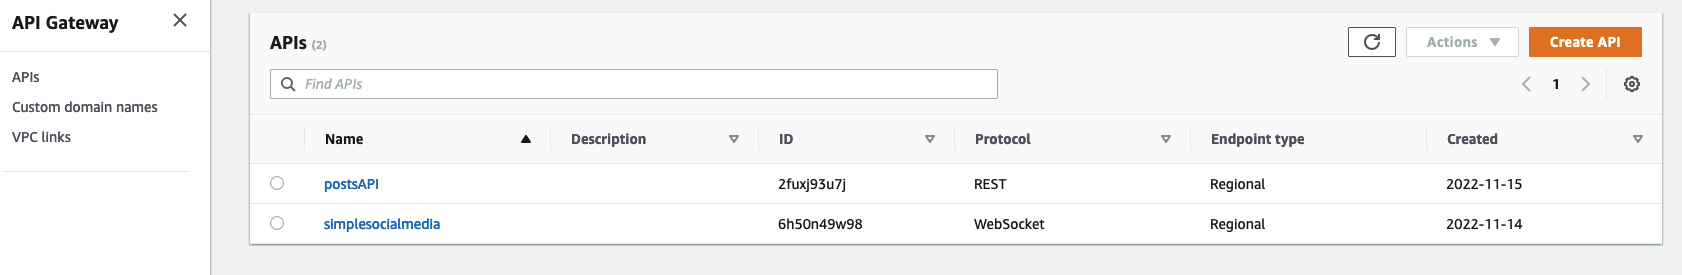 API Gateway
APIs
Custom domain names
VPC links
APIs (2)
Actions
Create API
Find APIs
1
Name Description ID Protocol Endpoint type Created
postsAPI 2fuxj93u7j REST Regional 2022-11-15
simplesocialmedia 6h50n49w98 WebSocket Regional 2022-11-14